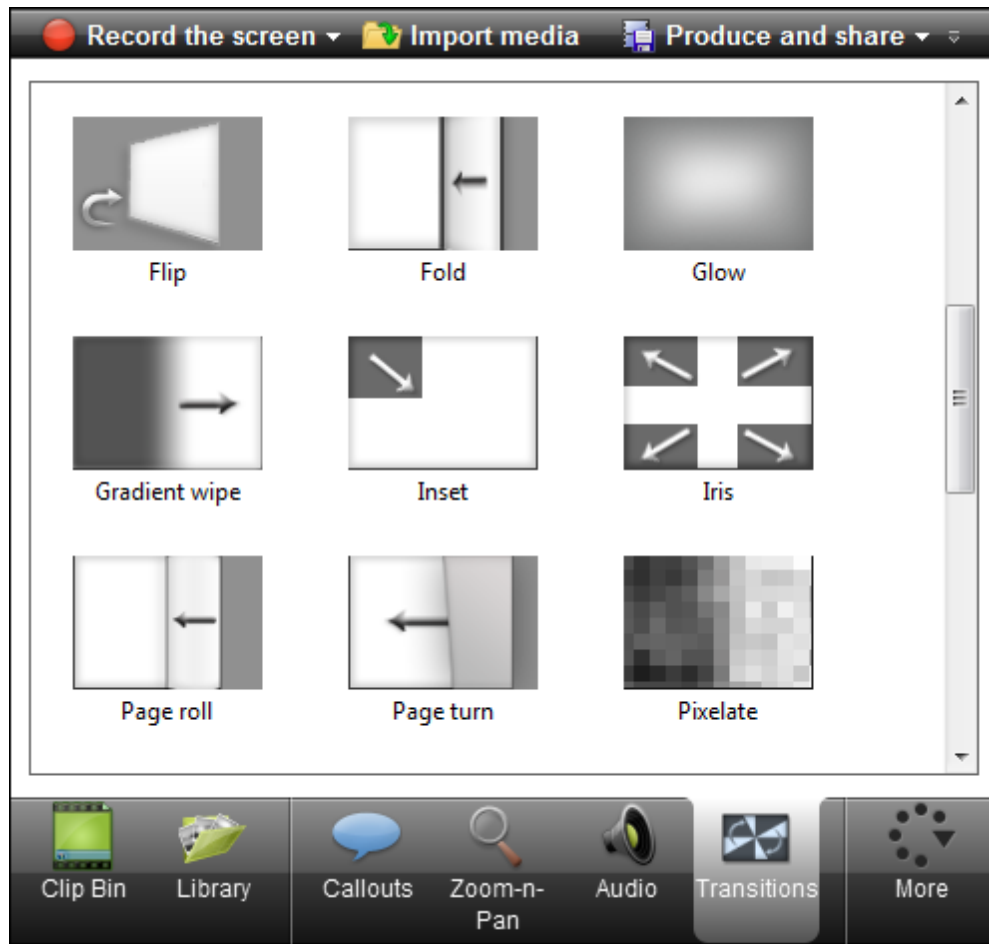 Record the screen Import media Produce and share
Flip Fold Glow
Gradient wipe Inset Iris
Page roll Page turn Pixelate
Clip Bin Library Callouts Zoom-n- Audio Transitions More
Pan